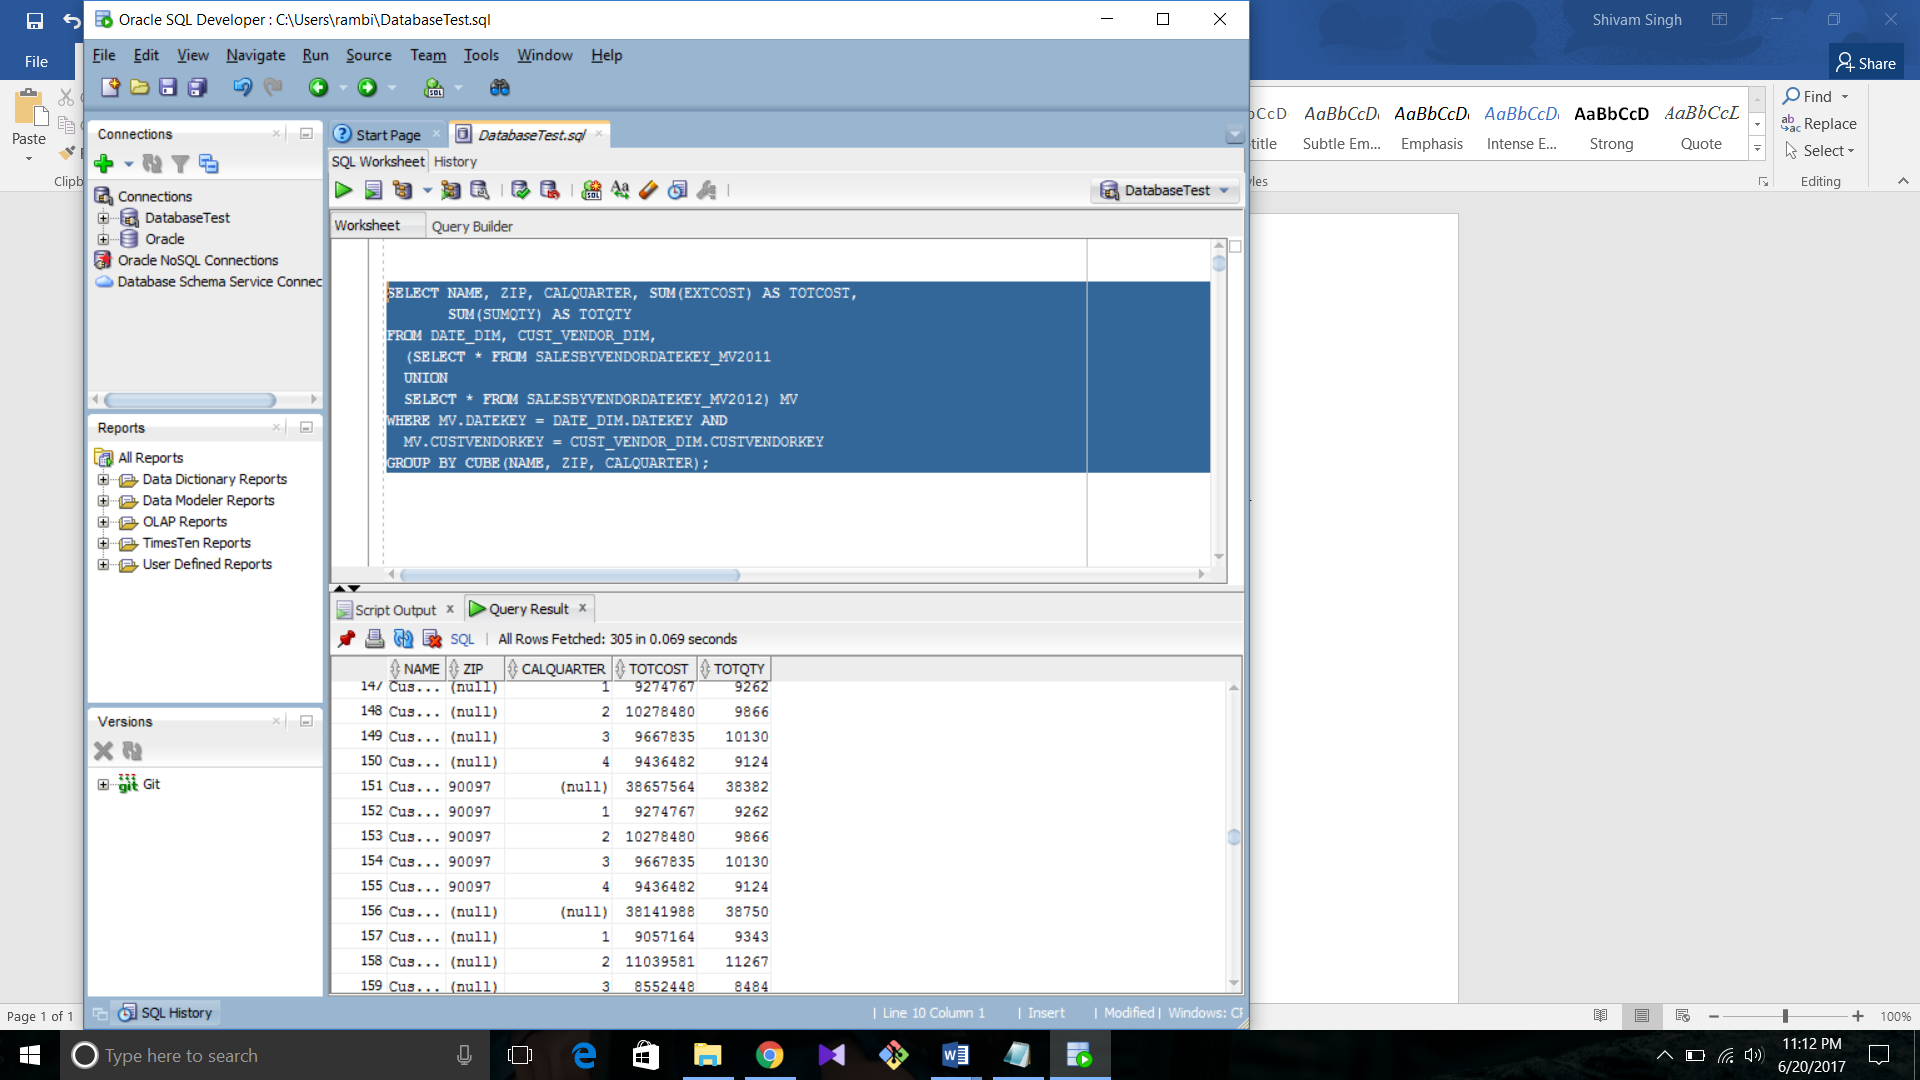 Oracle SQL Developer : C:\Users\rambi\DatabaseTest.sql
Shivam Singh
File
Share
File Edit View Navigate Run Source Team Tools Window Help
Paste
Clipb
Find
Replace
Select
Editing
AaBbCcDc AaBbCcDc AaBbCcDc AaBbCcD AaBbCcD
title Subtle Em... Emphasis Intense E... Strong Quote
yles
Connections
Connections
DatabaseTest
Oracle
Oracle NoSQL Connections
Database Schema Service Connec
Reports
All Reports
Data Dictionary Reports
Data Modeler Reports
OLAP Reports
TimesTen Reports
User Defined Reports
Versions
Git
Start Page DatabaseTest.sql
SQL Worksheet History
DatabaseTest
Worksheet Query Builder
SELECT NAME, ZIP, CALQUARTER, SUM(EXTCOST) AS TOTCOST,
SUM(SUMQTY) AS TOTQTY
FROM DATE_DIM, CUST_VENDOR_DIM,
(SELECT * FROM SALESBYVENDORDATEKEY_MV2011
UNION
SELECT * FROM SALESBYVENDORDATEKEY_MV2012) MV
WHERE MV.DATEKEY = DATE_DIM.DATEKEY AND
MV.CUSTVENDORKEY = CUST_VENDOR_DIM.CUSTVENDORKEY
GROUP BY CUBE(NAME, ZIP, CALQUARTER);
Script Output Query Result
SQL All Rows Fetched: 305 in 0.069 seconds
NAME ZIP CALQUARTER TOTCOST TOTQTY
147 Cus... (null) 1 9274767 9262
148 Cus... (null) 2 10278480 9866
149 Cus... (null) 3 9667835 10130
150 Cus... (null) 4 9436482 9124
151 Cus... 90097 (null) 38657564 38382
152 Cus... 90097 1 9274767 9262
153 Cus... 90097 2 10278480 9866
154 Cus... 90097 3 9667835 10130
155 Cus... 90097 4 9436482 9124
156 Cus... (null) (null) 38141988 38750
157 Cus... (null) 1 9057164 9343
158 Cus... (null) 2 11039581 11267
159 Cus... (null) 3 8552448 8484
SQL History
Line 10 Column 1 Insert Modified Windows: CF
Page 1 of 1
100%
Type here to search
11:12 PM
6/20/2017